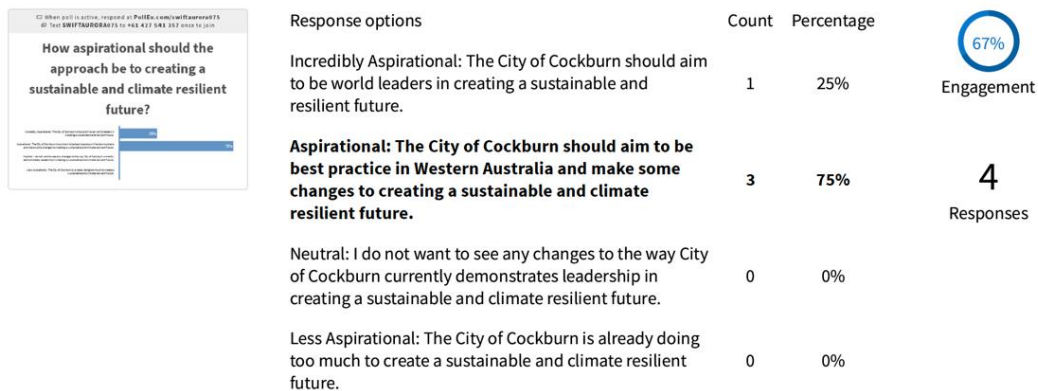 When poll is active, respond at PollEv.com/swiftaurora075
Text SWIFTAURORA075 to +61 427 541 357 once to join
How aspirational should the
approach be to creating a
sustainable and climate resilient
future?
Response options Count Percentage
Incredibly Aspirational: The City of Cockburn should aim
to be world leaders in creating a sustainable and
resilient future.
1 25%
Aspirational: The City of Cockburn should aim to be
best practice in Western Australia and make some
changes to creating a sustainable and climate
resilient future.
3 75%
Neutral: I do not want to see any changes to the way City
of Cockburn currently demonstrates leadership in
creating a sustainable and climate resilient future.
0 0%
Less Aspirational: The City of Cockburn is already doing
too much to create a sustainable and climate resilient
future.
0 0%
67%
Engagement
4
Responses